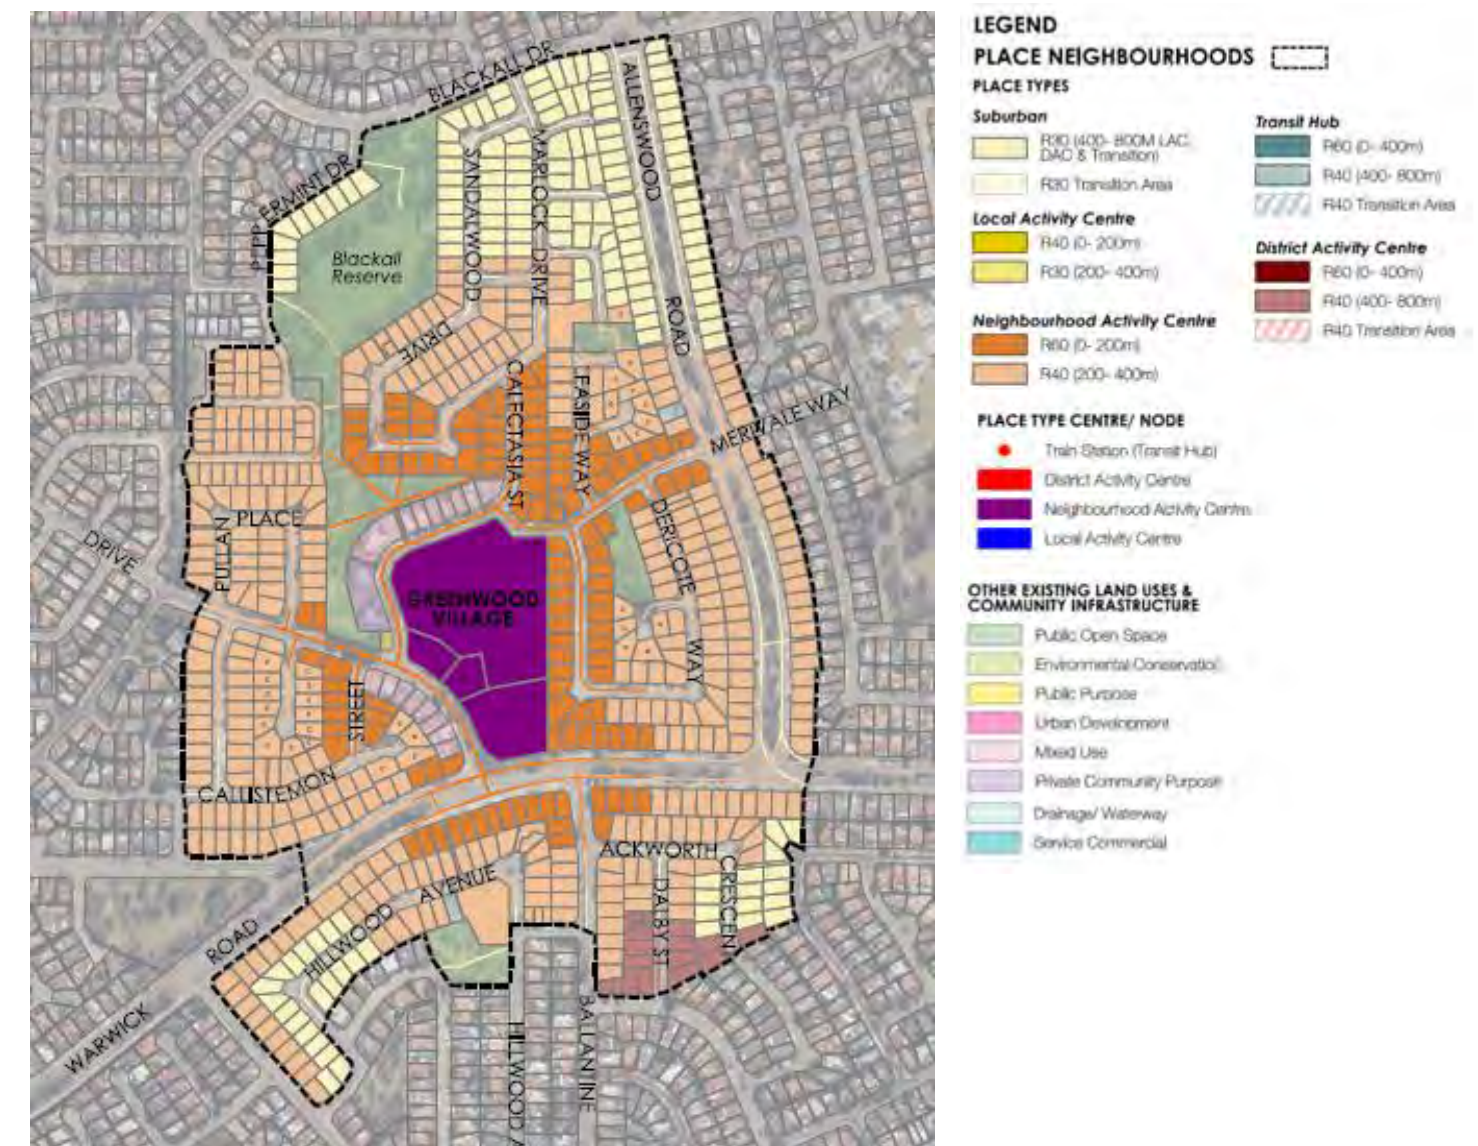 BLACKALL DR
ALLENSWOOD
MARLOCK DRIVE
SANDALWOOD
ERMINT DR
Blackall
Reserve
ROAD
DRIVE
CALECTASIA ST
EASIDE WAY
MERIVALE WAY
PLACE
PULLAN
DERICOTE
DRIVE
GREENWOOD
VILLAGE
WAY
STREET
CALLISTEMON
ACKWORTH
CRESCEN
AVENUE
DALBY ST
HILLWOOD
ROAD
WARWICK
HILLWOOD A
BALLAN INE
LEGEND
PLACE NEIGHBOURHOODS
PLACE TYPES
Suburban
R30 (400- 800M LAC,
DAC & Transition)
R30 Transition Area
Local Activity Centre
R40 (0- 200m)
R30 (200- 400m)
Neighbourhood Activity Centre
R60 (0- 200m)
R40 (200- 400m)
Transit Hub
R60 (0- 400m)
R40 (400- 800m)
R40 Transition Area
District Activity Centre
R60 (0- 400m)
R40 (400- 800m)
R40 Transition Area
PLACE TYPE CENTRE/ NODE
Train Station (Transit Hub)
District Activity Centre
Neighbourhood Activity Centre
Local Activity Centre
OTHER EXISTING LAND USES &
COMMUNITY INFRASTRUCTURE
Public Open Space
Environmental Conservation
Public Purpose
Urban Development
Mixed Use
Private Community Purpose
Drainage/ Waterway
Service Commercial